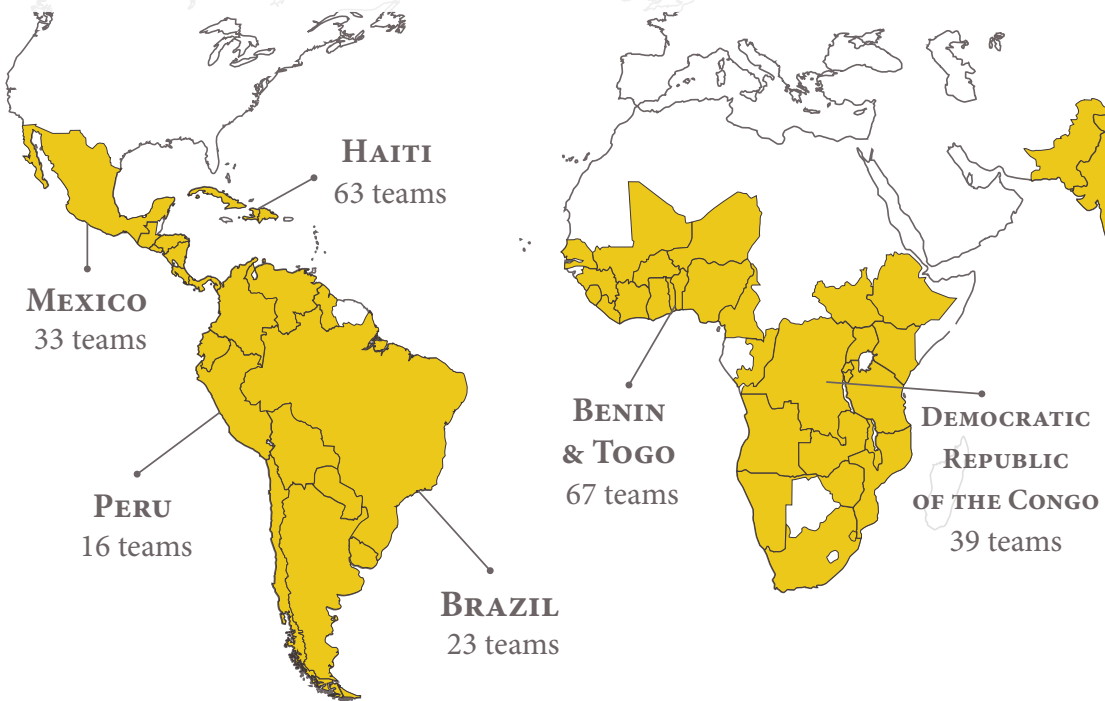 Haiti
63 teams
Mexico
33 teams
Peru
16 teams
Brazil
23 teams
Benin
& Togo
67 teams
Democratic
Republic
of the Congo
39 teams